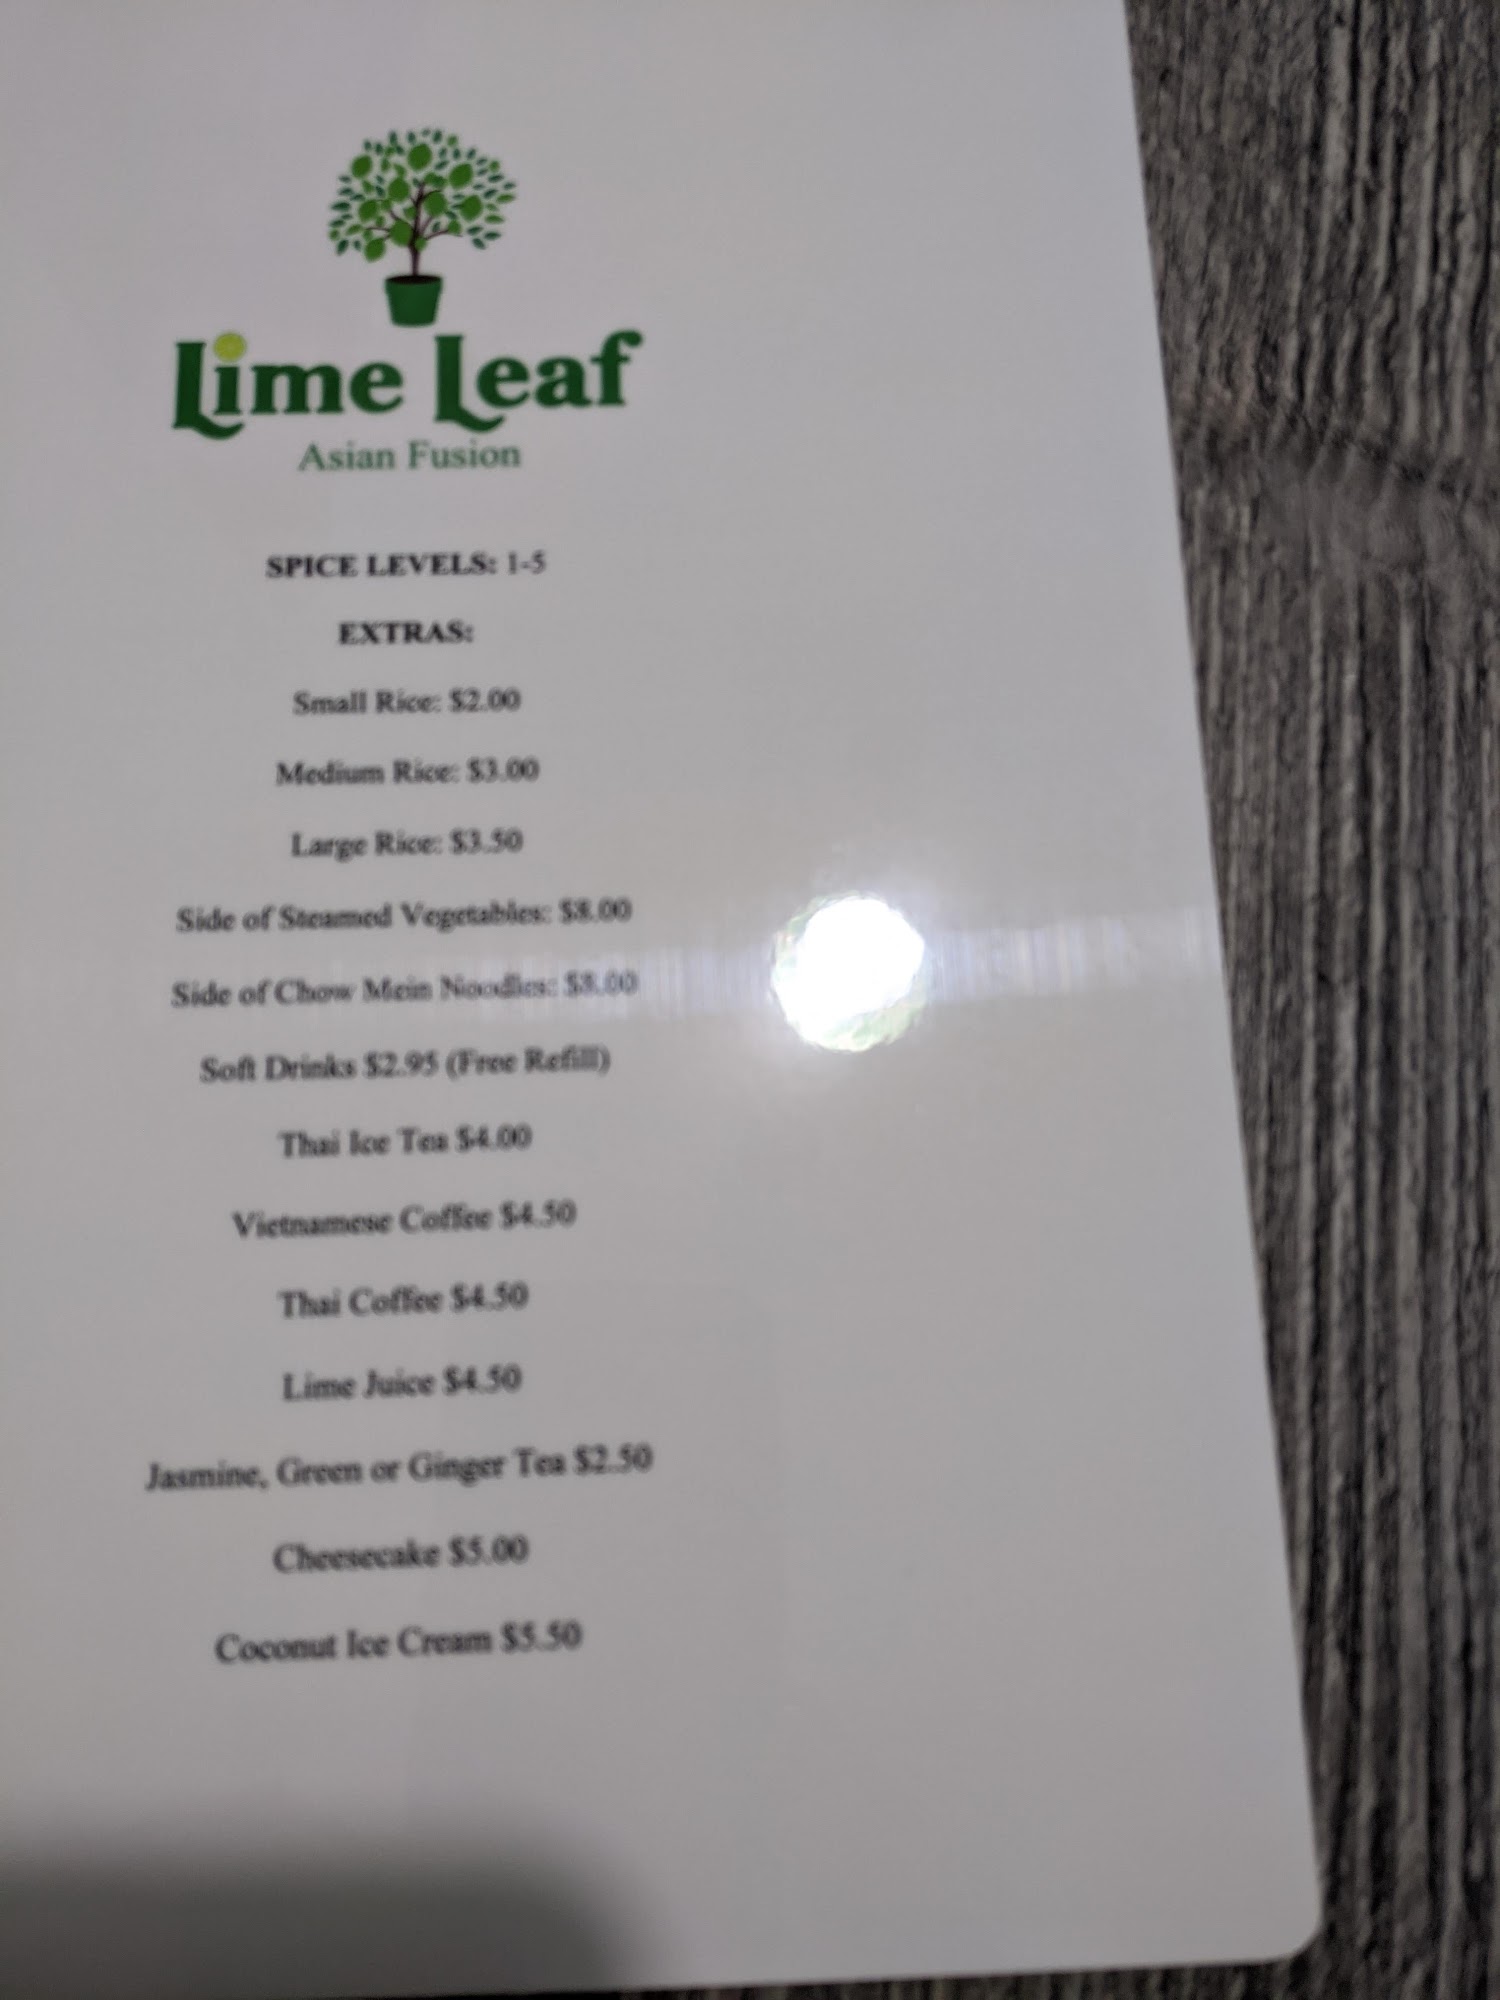 Lime Leaf
Asian Fusion
SPICE LEVELS: 1-5
EXTRAS:
Small Rice: $2.00
Medium Rice: $3.00
Large Rice: $3.50
Side of Steamed Vegetables: $8.00
Side of Chow Mein Noodles: $8.00
Soft Drinks $2.95 (Free Refill)
Thai Ice Tea $4.00
Vietnamese Coffee $4.50
Thai Coffee $4.50
Lime Juice $4.50
Jasmine, Green or Ginger Tea $2.50
Cheesecake $5.00
Coconut Ice Cream $5.50